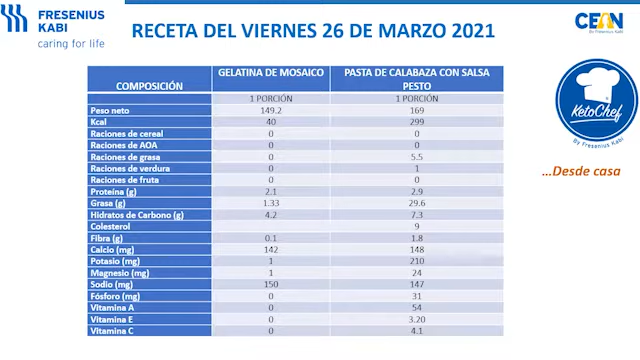 FRESENIUS
KABI
caring for life
RECETA DEL VIERNES 26 DE MARZO 2021
CEAN
By Fresenius Kabi
COMPOSICIÓN GELATINA DE MOSAICO PASTA DE CALABAZA CON SALSA
PESTO
1 PORCIÓN 1 PORCIÓN
Peso neto 149.2 169
Kcal 40 299
Raciones de cereal 0 0
Raciones de AOA 0 0
Raciones de grasa 0 5.5
Raciones de verdura 0 1
Raciones de fruta 0 0
Proteína (g) 2.1 2.9
Grasa (g) 1.33 29.6
Hidratos de Carbono (g) 4.2 7.3
Colesterol 9
Fibra (g) 0.1 1.8
Calcio (mg) 142 148
Potasio (mg) 1 210
Magnesio (mg) 1 24
Sodio (mg) 150 147
Fósforo (mg) 0 31
Vitamina A 0 54
Vitamina E 0 3.20
Vitamina C 0 4.1
KetoChef
By Fresenius Kabi
...Desde casa